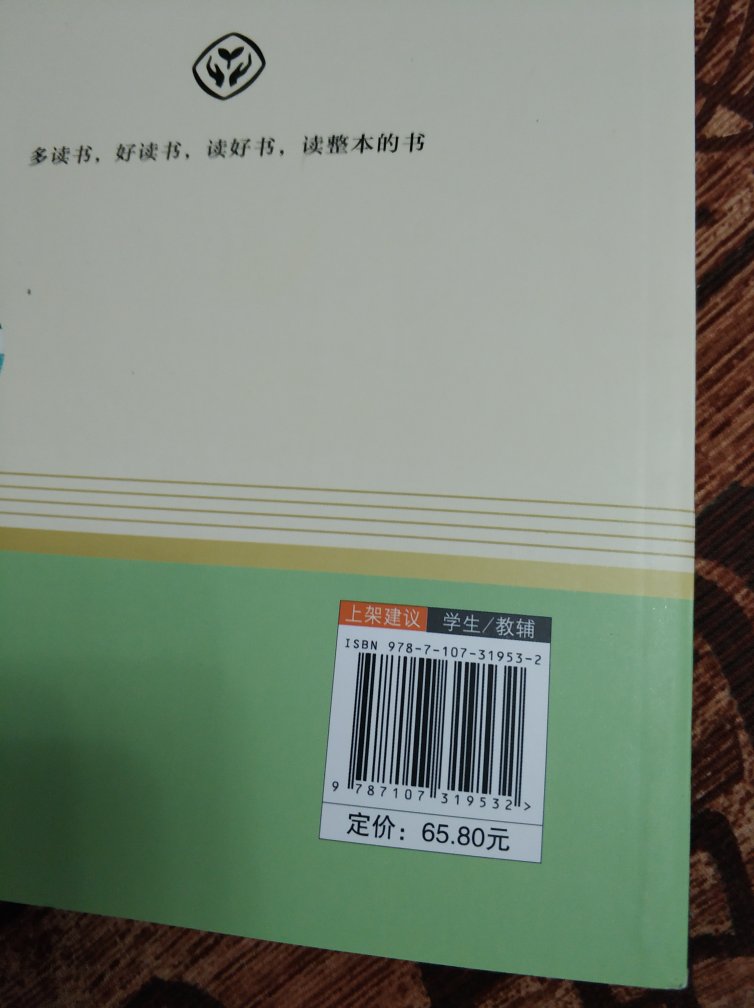 多读书，好读书，读好书，读整本的书
上架建议 学生/教辅
ISBN 978-7-107-31953-2
9 787107 319532 >
定价：65.80元